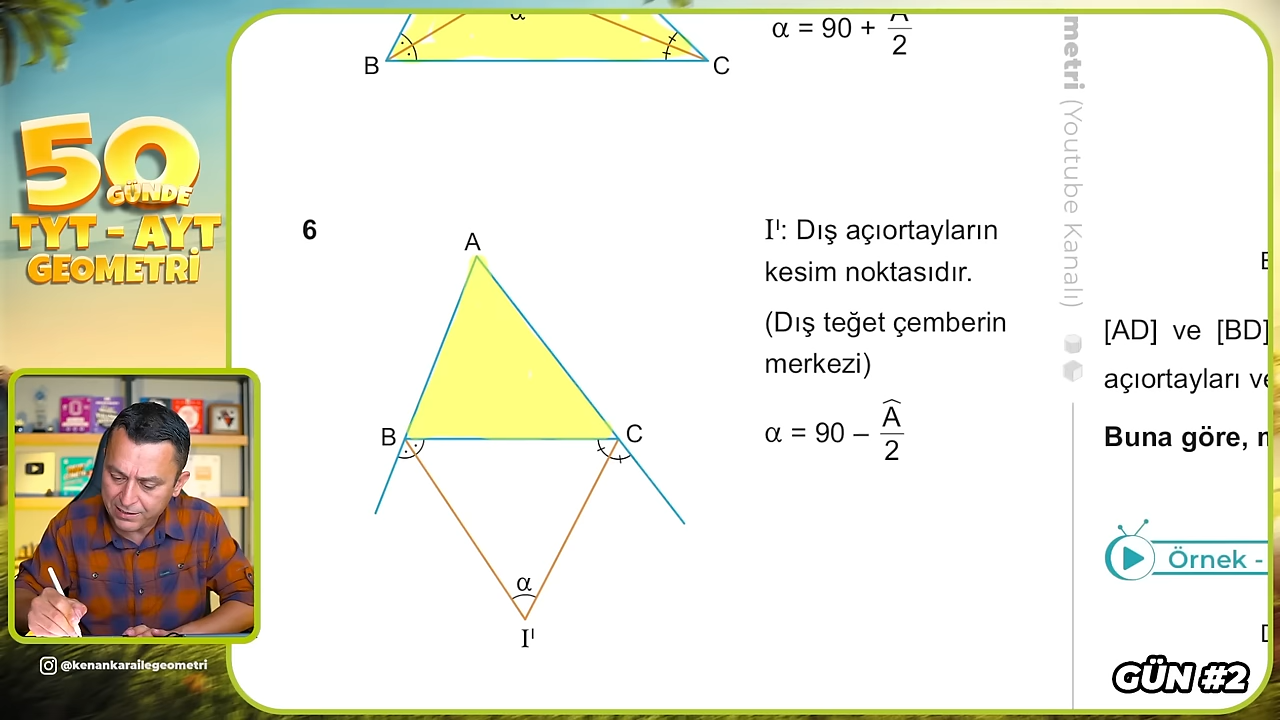 50
GÜNDE
TYT - AYT
GEOMETRİ
@kenankarailegeometri
α
B
C
α = 90 + A/2
6
A
B
C
α
I'
I': Dış açıortayların
kesim noktasıdır.
(Dış teğet çemberin
merkezi)
α = 90 – Â/2
metri (Youtube Kanalı)
[AD] ve [BD]
açıortayları ve
Buna göre, m
Örnek -
GÜN #2